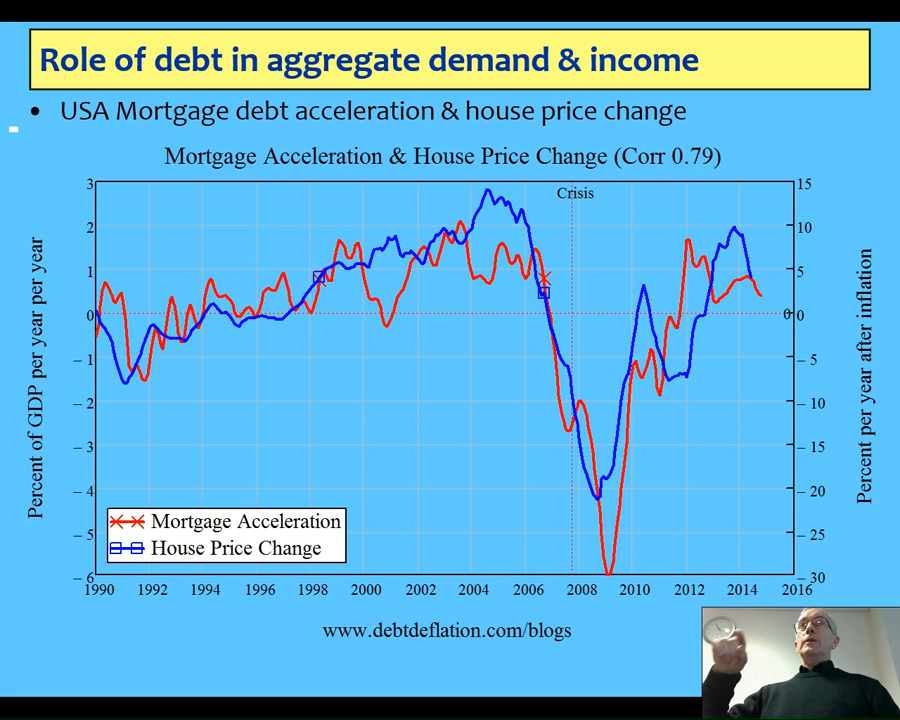 Role of debt in aggregate demand & income
• USA Mortgage debt acceleration & house price change
Mortgage Acceleration & House Price Change (Corr 0.79)
Crisis
Percent of GDP per year per year
3
2
1
0
– 1
– 2
– 3
– 4
– 5
– 6
15
10
5
0
0
– 5
– 10
– 15
– 20
– 25
– 30
Percent per year after inflation
Mortgage Acceleration
House Price Change
1990 1992 1994 1996 1998 2000 2002 2004 2006 2008 2010 2012 2014 2016
www.debtdeflation.com/blogs